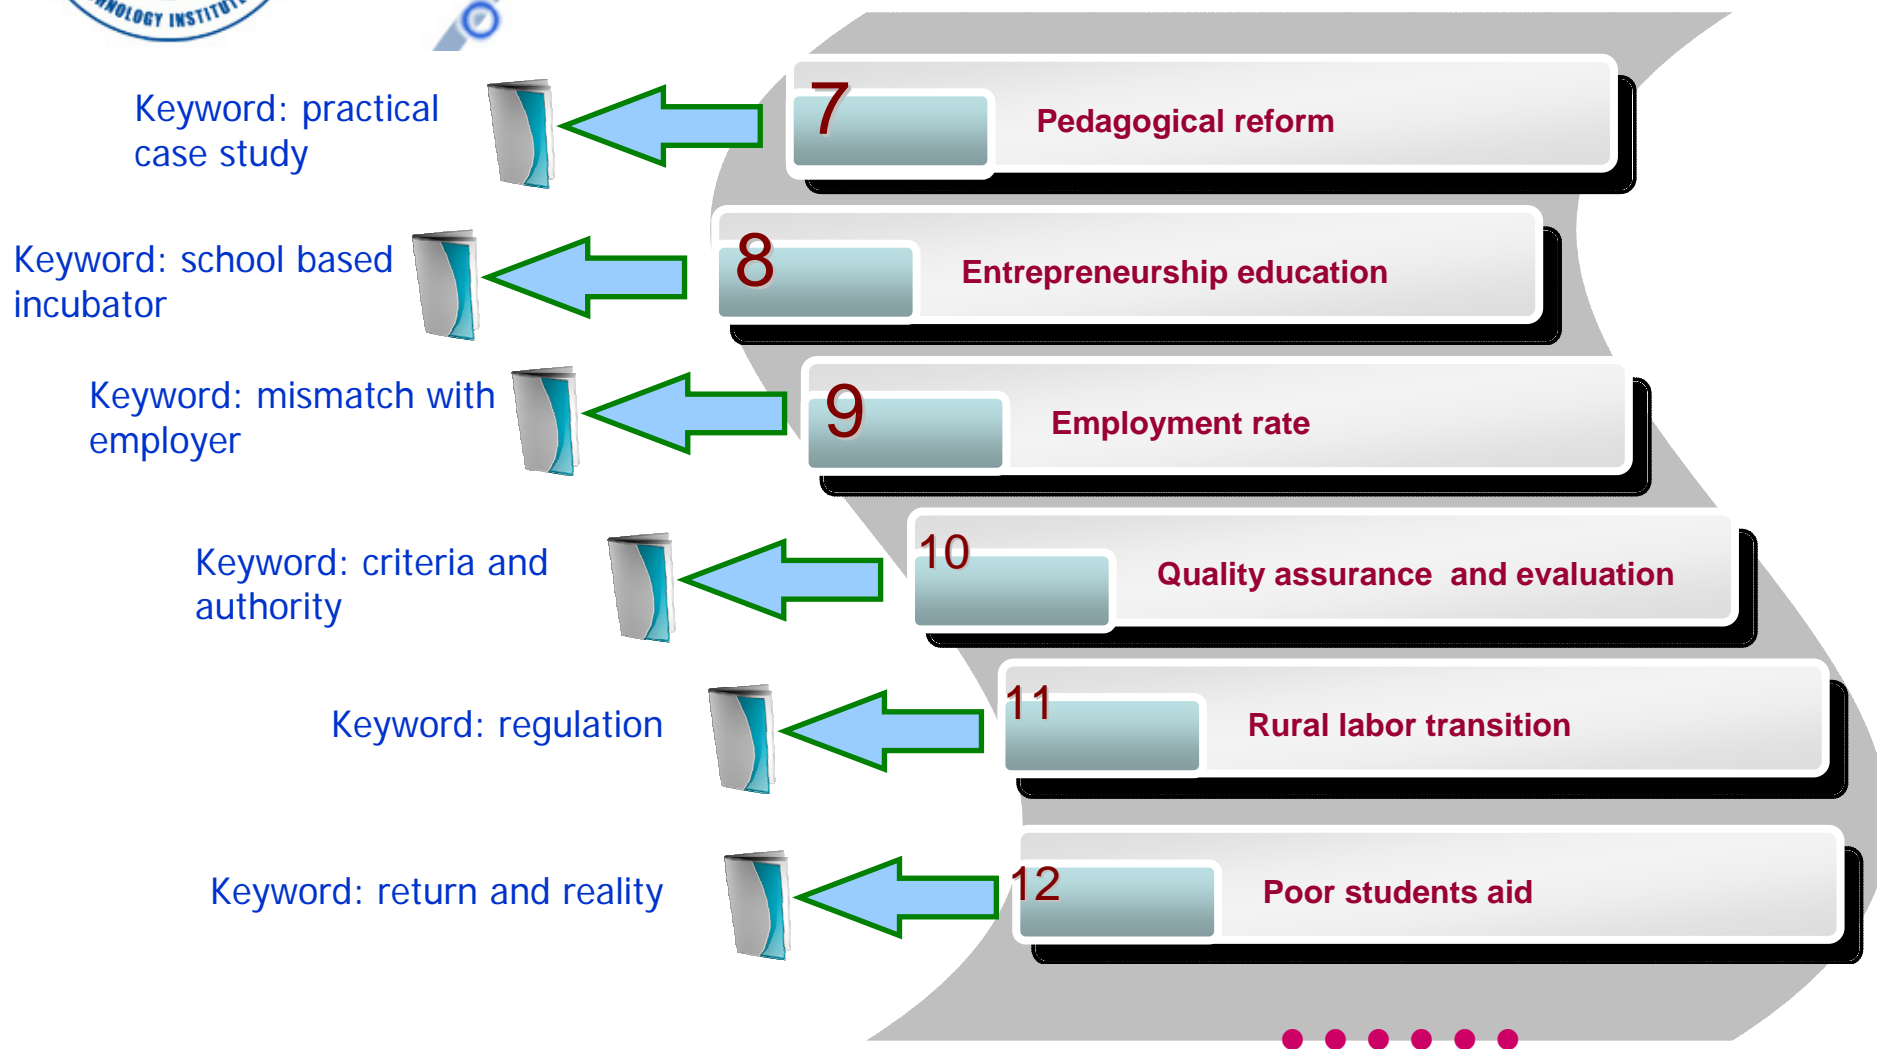 NOLOGY INSTITUTE
7
Pedagogical reform
Keyword: practical
case study
8
Entrepreneurship education
Keyword: school based
incubator
9
Employment rate
Keyword: mismatch with
employer
10
Quality assurance and evaluation
Keyword: criteria and
authority
11
Rural labor transition
Keyword: regulation
12
Poor students aid
Keyword: return and reality